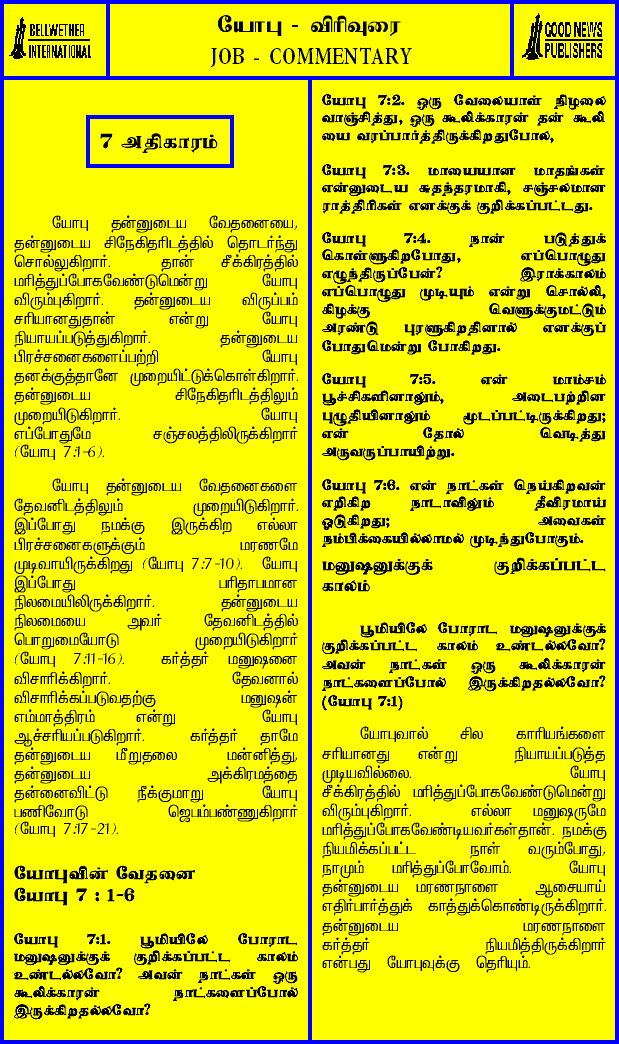 BELLWETHER
INTERNATIONAL
யோபு - விரிவுரை
JOB - COMMENTARY
GOOD NEWS
PUBLISHERS
7 அதிகாரம்
யோபு தன்னுடைய வேதனையை,
தன்னுடைய சிநேகிதரிடத்தில் தொடர்ந்து
சொல்லுகிறார். தான் சீக்கிரத்தில்
மரித்துப்போகவேண்டுமென்று யோபு
விரும்புகிறார். தன்னுடைய விருப்பம்
சரியானதுதான் என்று யோபு
நியாயப்படுத்துகிறார். தன்னுடைய
பிரச்சனைகளைப்பற்றி யோபு
தனக்குத்தானே முறையிட்டுக்கொள்கிறார்.
தன்னுடைய சிநேகிதரிடத்திலும்
முறையிடுகிறார். யோபு
எப்போதுமே சஞ்சலத்திலிருக்கிறார்
(யோபு 7:1-6).
யோபு தன்னுடைய வேதனைகளை
தேவனிடத்திலும் முறையிடுகிறார்.
இப்போது நமக்கு இருக்கிற எல்லா
பிரச்சனைகளுக்கும் மரணமே
முடிவாயிருக்கிறது (யோபு 7:7-10). யோபு
இப்போது பரிதாபமான
நிலமையிலிருக்கிறார். தன்னுடைய
நிலமையை அவர் தேவனிடத்தில்
பொறுமையோடு முறையிடுகிறார்
(யோபு 7:11-16). கர்த்தர் மனுஷனை
விசாரிக்கிறார். தேவனால்
விசாரிக்கப்படுவதற்கு மனுஷன்
எம்மாத்திரம் என்று யோபு
ஆச்சரியப்படுகிறார். கர்த்தர் தாமே
தன்னுடைய மீறுதலை மன்னித்து,
தன்னுடைய அக்கிரமத்தை
தன்னைவிட்டு நீக்குமாறு யோபு
பணிவோடு ஜெபம்பண்ணுகிறார்
(யோபு 7:17-21).
யோபுவின் வேதனை
யோபு 7 : 1-6
யோபு 7:1. பூமியிலே போராட
மனுஷனுக்குக் குறிக்கப்பட்ட காலம்
உண்டல்லவோ? அவன் நாட்கள் ஒரு
கூலிக்காரன் நாட்களைப்போல்
இருக்கிறதல்லவோ?
யோபு 7:2. ஒரு வேலையாள் நிழலை
வாஞ்சித்து, ஒரு கூலிக்காரன் தன் கூலி
யை வரப்பார்த்திருக்கிறதுபோல,
யோபு 7:3. மாயையான மாதங்கள்
என்னுடைய சுதந்தரமாகி, சஞ்சலமான
ராத்திரிகள் எனக்குக் குறிக்கப்பட்டது.
யோபு 7:4. நான் படுத்துக்
கொள்ளுகிறபோது, எப்பொழுது
எழுந்திருப்பேன்? இராக்காலம்
எப்பொழுது முடியும் என்று சொல்லி,
கிழக்கு வெளுக்குமட்டும்
அரண்டு புரளுகிறதினால் எனக்குப்
போதுமென்று போகிறது.
யோபு 7:5. என் மாம்சம்
பூச்சிகளினாலும், அடைபற்றின
புழுதியினாலும் மூடப்பட்டிருக்கிறது;
என் தோல் வெடித்து
அருவருப்பாயிற்று.
யோபு 7:6. என் நாட்கள் நெய்கிறவன்
எறிகிற நாடாவிலும் தீவிரமாய்
ஓடுகிறது; அவைகள்
நம்பிக்கையில்லாமல் முடிந்துபோகும்.
மனுஷனுக்குக் குறிக்கப்பட்ட
காலம்
பூமியிலே போராட மனுஷனுக்குக்
குறிக்கப்பட்ட காலம் உண்டல்லவோ?
அவன் நாட்கள் ஒரு கூலிக்காரன்
நாட்களைப்போல் இருக்கிறதல்லவோ?
(யோபு 7:1)
யோபுவால் சில காரியங்களை
சரியானது என்று நியாயப்படுத்த
முடியவில்லை. யோபு
சீக்கிரத்தில் மரித்துப்போகவேண்டுமென்று
விரும்புகிறார். எல்லா மனுஷருமே
மரித்துப்போகவேண்டியவர்கள்தான். நமக்கு
நியமிக்கப்பட்ட நாள் வரும்போது,
நாமும் மரித்துப்போவோம். யோபு
தன்னுடைய மரணநாளை ஆசையாய்
எதிர்பார்த்துக் காத்துக்கொண்டிருக்கிறார்.
தன்னுடைய மரணநாளை
கர்த்தர் நியமித்திருக்கிறார்
என்பது யோபுவுக்கு தெரியும்.